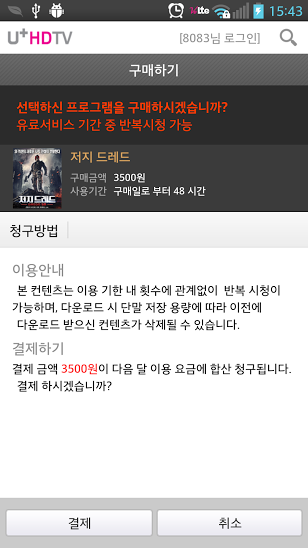 15:43
U+HDTV
[8083님 로그인]
구매하기
선택하신 프로그램을 구매하시겠습니까?
유료서비스 기간 중 반복시청 가능
저지 드레드
저지 드레드
구매금액 3500원
사용기간 구매일로 부터 48 시간
청구방법
이용안내
본 컨텐츠는 이용 기한 내 횟수에 관계없이 반복 시청이
가능하며, 다운로드 시 단말 저장 용량에 따라 이전에
다운로드 받으신 컨텐츠가 삭제될 수 있습니다.
결제하기
결제 금액 3500원이 다음 달 이용 요금에 합산 청구됩니다.
결제 하시겠습니까?
결제
취소